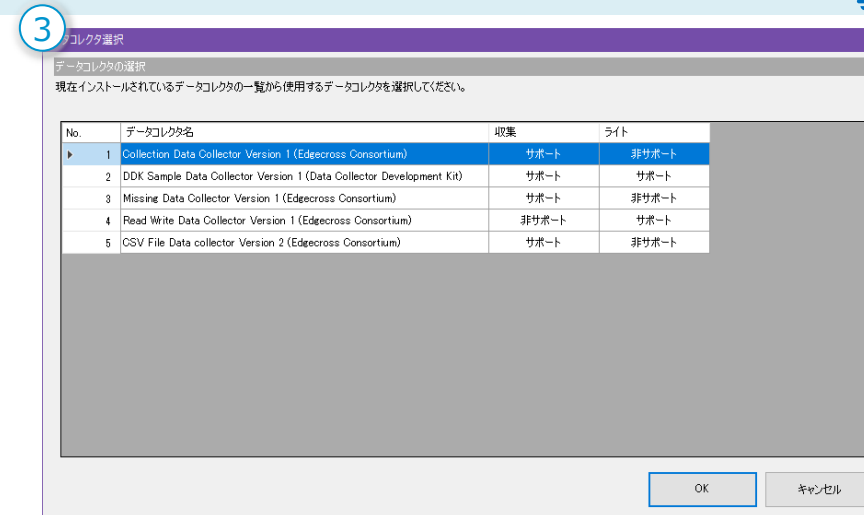 3
タコレクタ選択
データコレクタの選択
現在インストールされているデータコレクタの一覧から使用するデータコレクタを選択してください。
No. データコレクタ名 収集 ライト
1 Collection Data Collector Version 1 (Edgecross Consortium) サポート 非サポート
2 DDK Sample Data Collector Version 1 (Data Collector Development Kit) サポート サポート
3 Missing Data Collector Version 1 (Edgecross Consortium) サポート 非サポート
4 Read Write Data Collector Version 1 (Edgecross Consortium) 非サポート サポート
5 CSV File Data collector Version 2 (Edgecross Consortium) サポート 非サポート
OK キャンセル